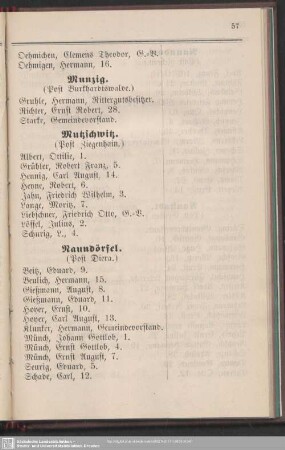 57
Oehmichen, Clemens Theodor, G.-V.
Oehmigen, Hermann, 16.
Munzig.
(Post Burkhardtswalde.)
Gruhle, Hermann, Rittergutsbesitzer.
Richter, Ernst Robert, 28.
Starke, Gemeindevorstand.
Mutzschwitz.
(Post Ziegenhain.)
Albert, Ottilie, 1.
Grübler, Robert Franz, 5.
Hennig, Carl August, 14.
Henne, Robert, 6.
Jahn, Friedrich Wilhelm, 3.
Lange, Moritz, 7.
Liebschner, Friedrich Otto, G.-V.
Löffel, Julius, 2.
Schurig, L., 4.
Naundörfel.
(Post Diera.)
Beitz, Eduard, 9.
Beulich, Hermann, 15.
Gießmann, August, 8.
Gießmann, Eduard, 11.
Hoyer, Ernst, 10.
Hoyer, Carl August, 13.
Klunker, Hermann, Gemeindevorstand.
Münch, Johann Gottlob, 1.
Münch, Ernst Gottlob, 4.
Münch, Ernst August, 7.
Seurig, Eduard, 5.
Schade, Carl, 12.